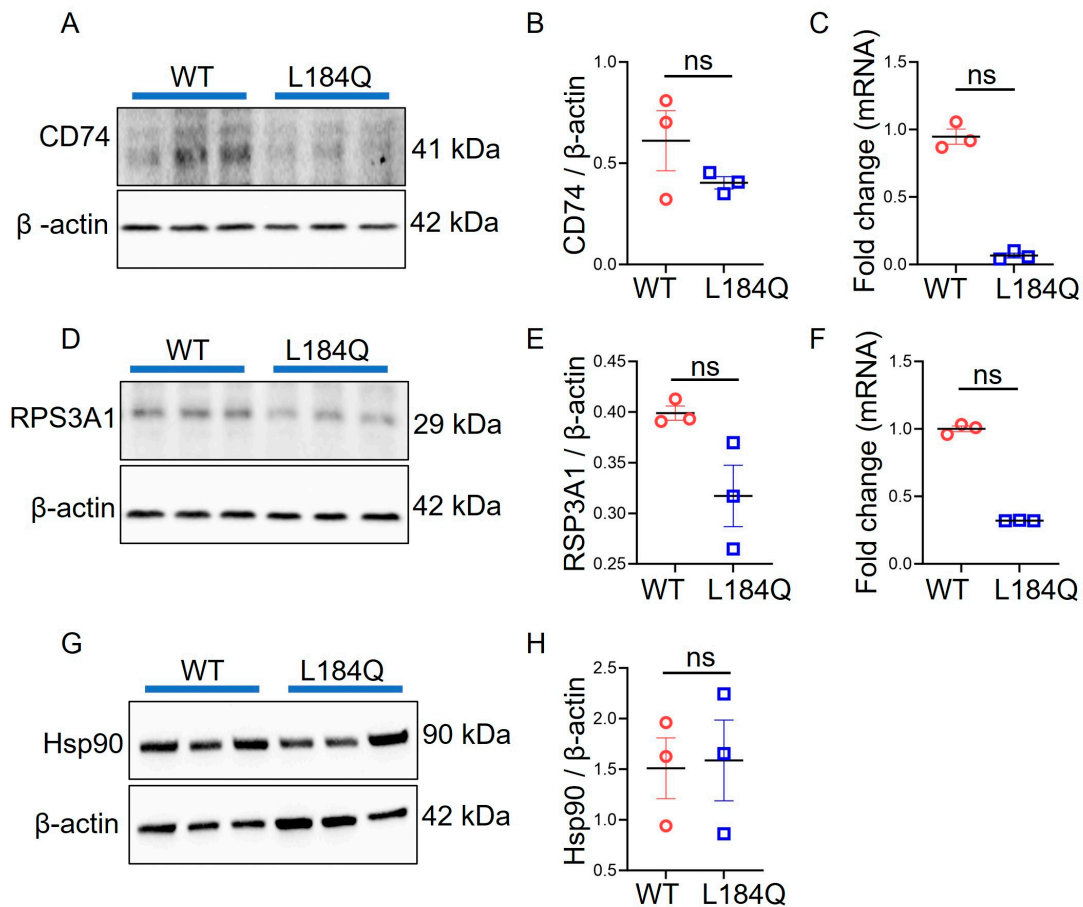 A
WT L184Q
CD74
41 kDa
β -actin
42 kDa
B
CD74 / β-actin
1.0
0.5
0.0
ns
WT L184Q
C
Fold change (mRNA)
1.5
1.0
0.5
0.0
ns
WT L184Q
D
WT L184Q
RPS3A1
29 kDa
β-actin
42 kDa
E
RSP3A1 / β-actin
0.45
0.40
0.35
0.30
0.25
ns
WT L184Q
F
Fold change (mRNA)
1.5
1.0
0.5
0.0
ns
WT L184Q
G
WT L184Q
Hsp90
90 kDa
β-actin
42 kDa
H
Hsp90 / β-actin
2.5
2.0
1.5
1.0
0.5
ns
WT L184Q